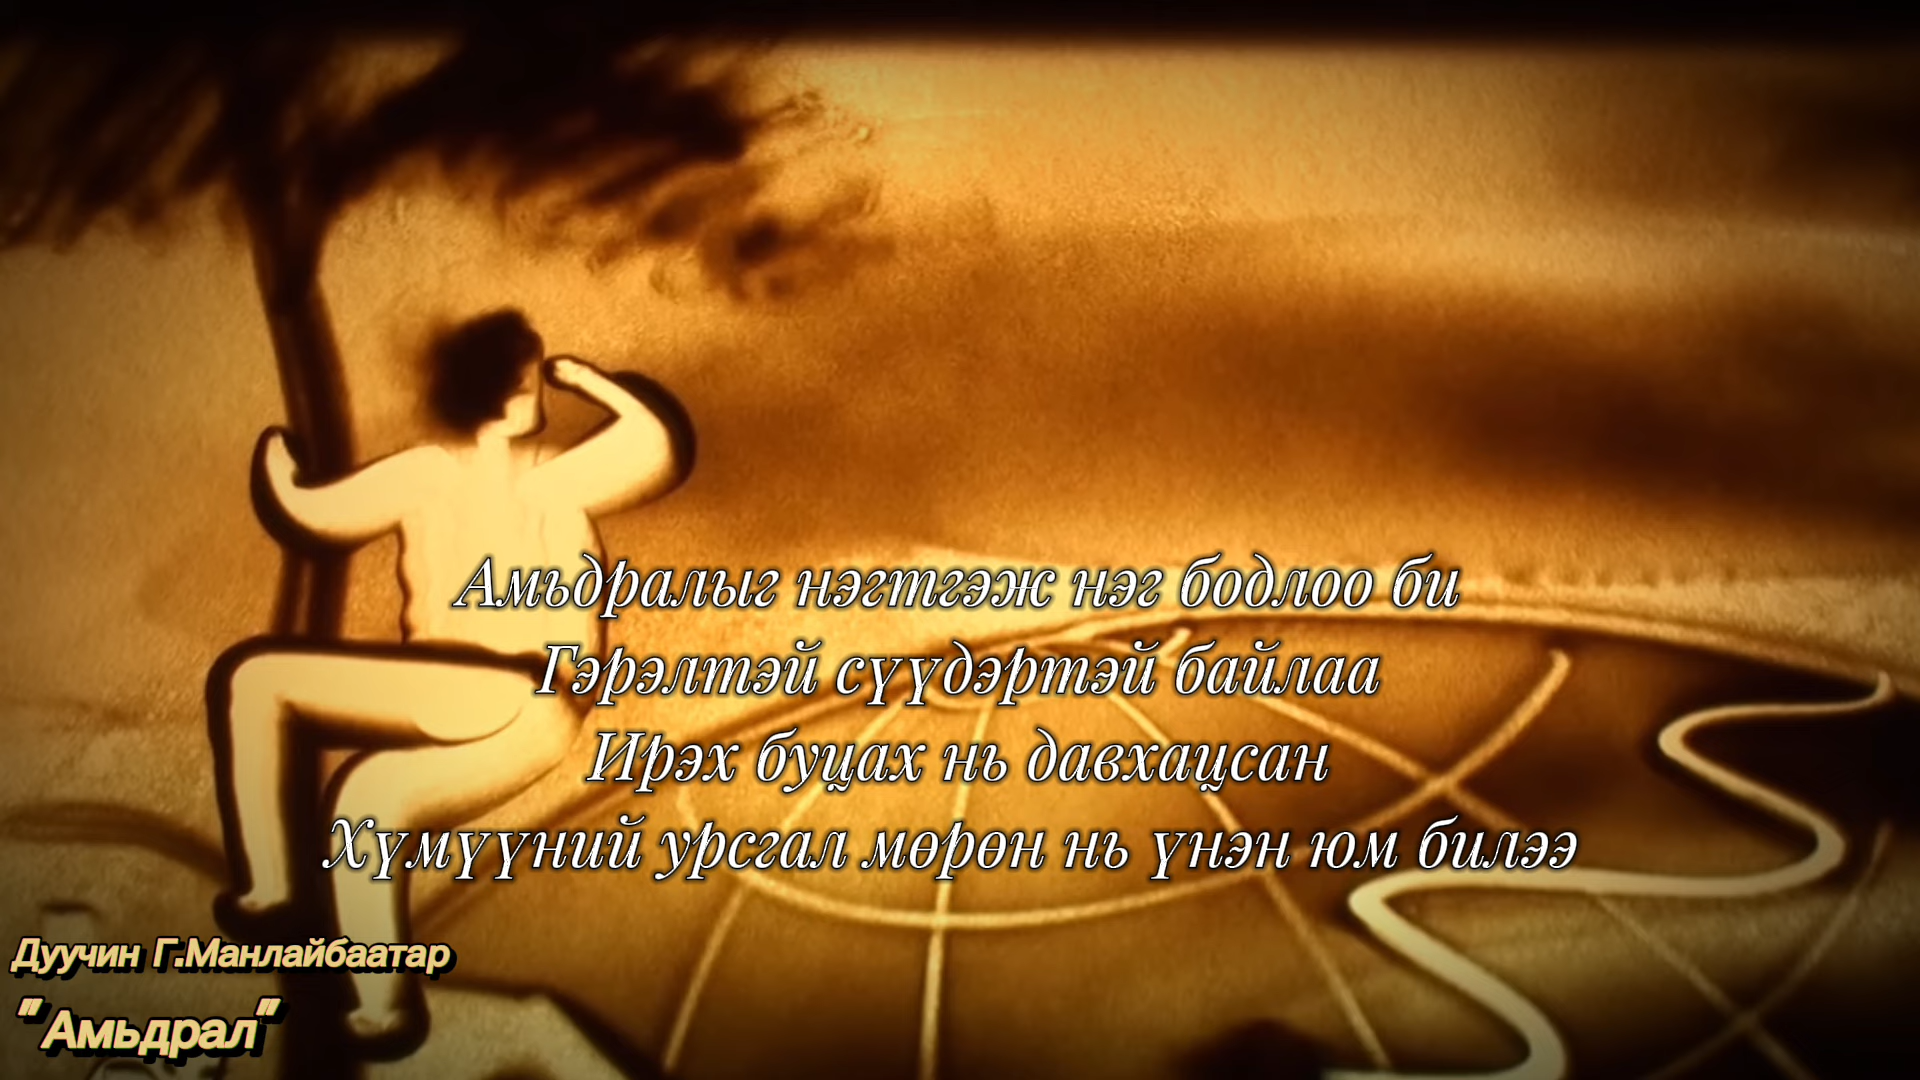 Амьдралыг нэгтгэж нэг бодлоо би
Гэрэлтэй сүүдэртэй байлаа
Ирэх буцах нь давхацсан
Хүмүүний урсгал мөрөн нь үнэн юм билээ
Дуучин Г.Манлайбаатар
"Амьдрал"